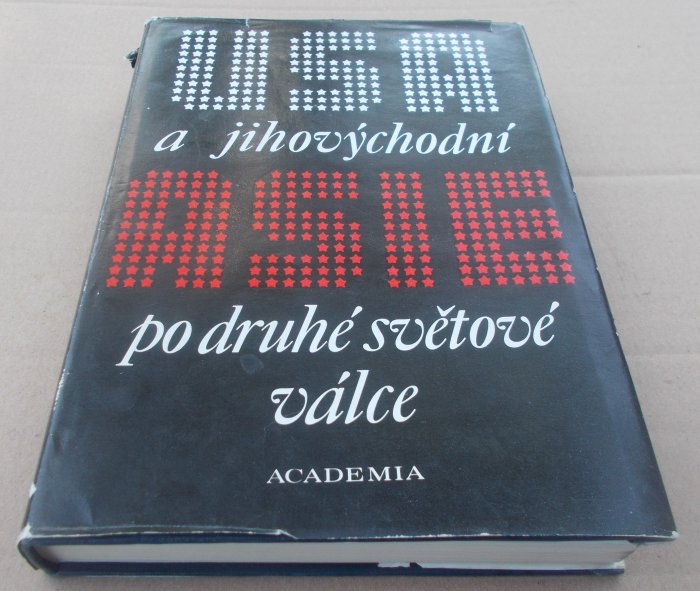 USA
a jihovýchodní
ASIE
po druhé světové
válce
ACADEMIA